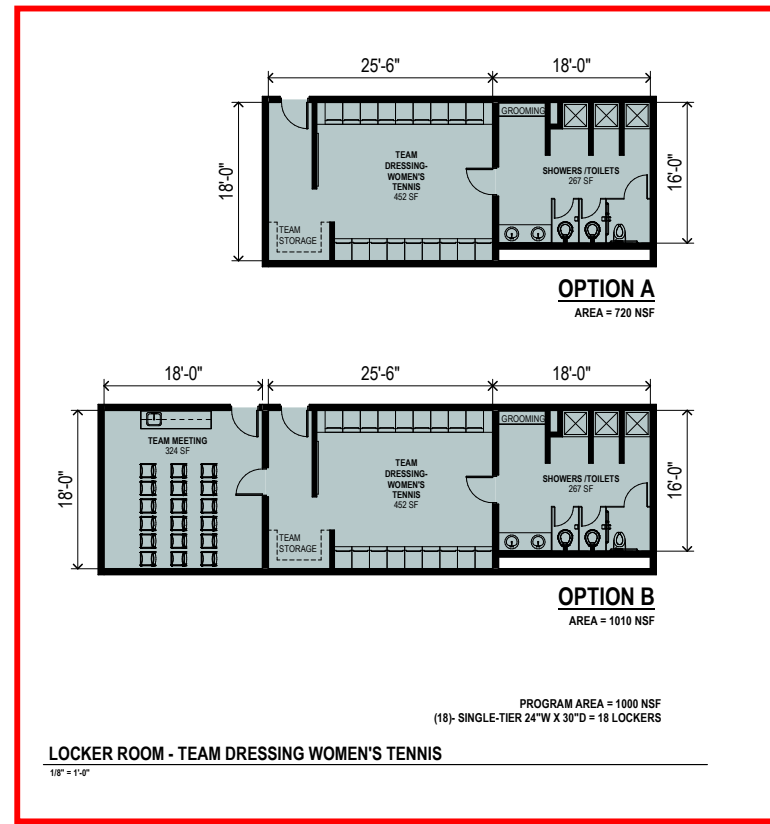 25'-6" 18'-0"
18'-0"
GROOMING
TEAM
DRESSING-
WOMEN'S
TENNIS
452 SF
SHOWERS /TOILETS
267 SF
16'-0"
TEAM
STORAGE
OPTION A
AREA = 720 NSF
18'-0" 25'-6" 18'-0"
18'-0"
TEAM MEETING
324 SF
GROOMING
TEAM
DRESSING-
WOMEN'S
TENNIS
452 SF
SHOWERS /TOILETS
267 SF
16'-0"
TEAM
STORAGE
OPTION B
AREA = 1010 NSF
PROGRAM AREA = 1000 NSF
(18)- SINGLE-TIER 24"W X 30"D = 18 LOCKERS
LOCKER ROOM - TEAM DRESSING WOMEN'S TENNIS
1/8" = 1'-0"